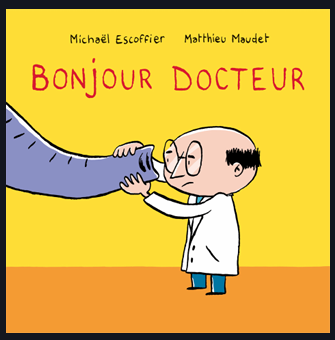 Michaël Escoffier Matthieu Maudet
BONJOUR DOCTEUR